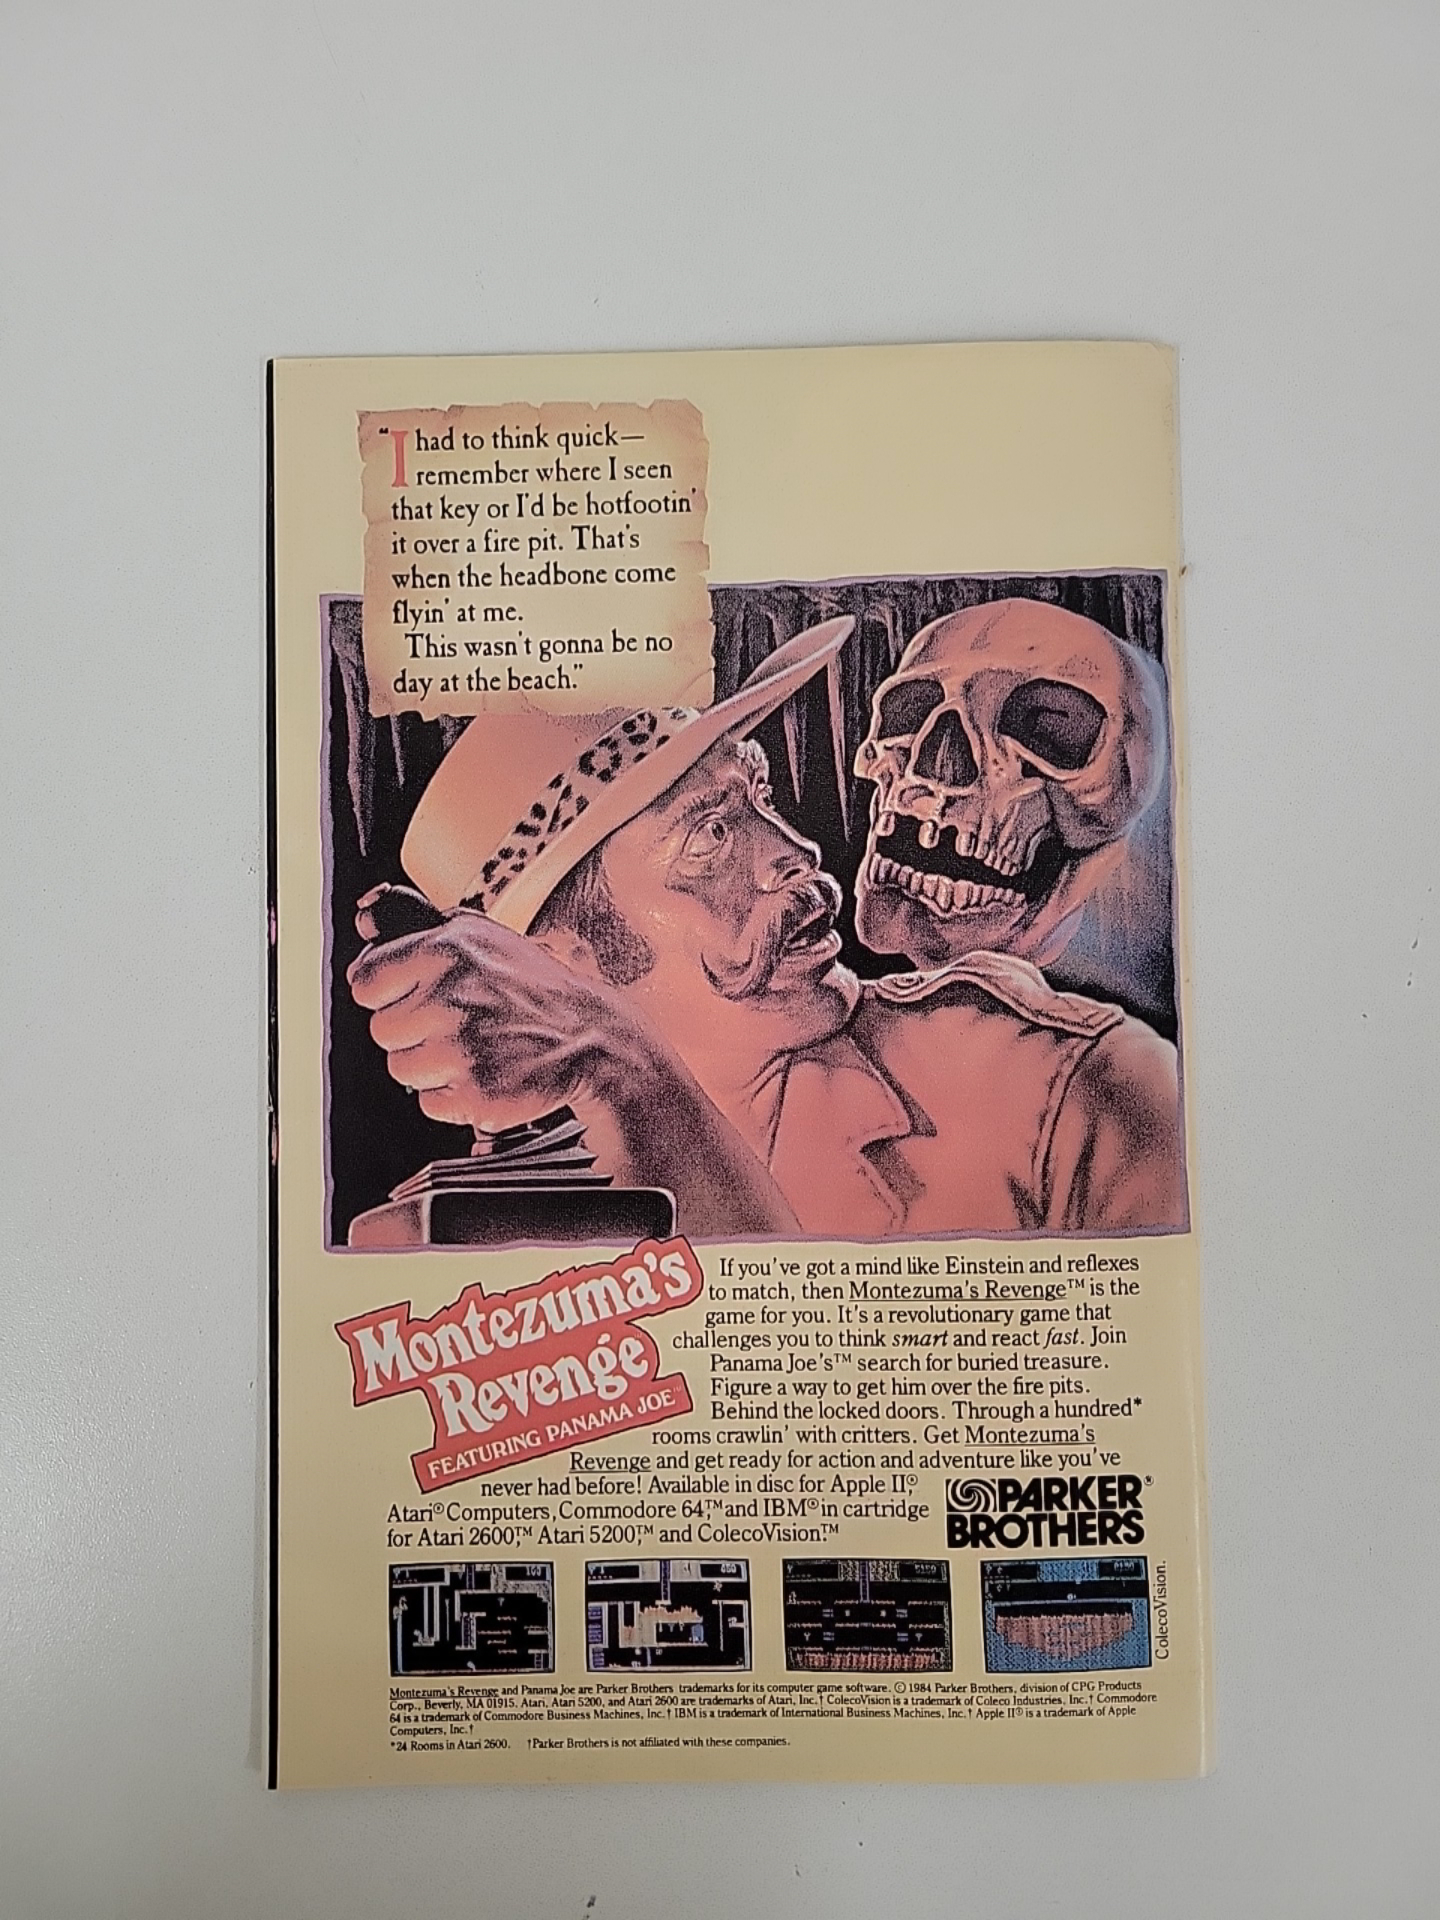 “I had to think quick—
remember where I seen
that key or I'd be hotfootin'
it over a fire pit. That's
when the headbone come
flyin' at me.
This wasn't gonna be no
day at the beach.”
Montezuma's
Revenge™
FEATURING PANAMA JOE™
If you've got a mind like Einstein and reflexes
to match, then Montezuma's Revenge™ is the
game for you. It's a revolutionary game that
challenges you to think smart and react fast. Join
Panama Joe's™ search for buried treasure.
Figure a way to get him over the fire pits.
Behind the locked doors. Through a hundred*
rooms crawlin' with critters. Get Montezuma's
Revenge and get ready for action and adventure like you've
never had before! Available in disc for Apple II,®
Atari® Computers, Commodore 64,™ and IBM® in cartridge
for Atari 2600,™ Atari 5200,™ and ColecoVision.™
PARKER®
BROTHERS
ColecoVision.
Montezuma's Revenge and Panama Joe are Parker Brothers trademarks for its computer game software. © 1984 Parker Brothers, division of CPG Products
Corp., Beverly, MA 01915. Atari, Atari 5200, and Atari 2600 are trademarks of Atari, Inc.† ColecoVision is a trademark of Coleco Industries, Inc.† Commodore
64 is a trademark of Commodore Business Machines, Inc.† IBM is a trademark of International Business Machines, Inc.† Apple II® is a trademark of Apple
Computers, Inc.†
*24 Rooms in Atari 2600. †Parker Brothers is not affiliated with these companies.